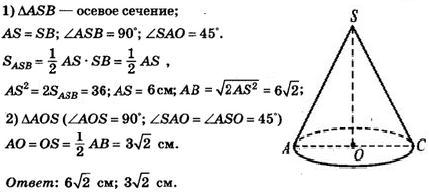 1) ΔASB — осевое сечение;
AS = SB; ∠ASB = 90°; ∠SAO = 45°.
S_ASB = 1/2 AS · SB = 1/2 AS ,
AS² = 2S_ASB = 36; AS = 6 см; AB = √(2AS²) = 6√2;
2) ΔAOS (∠AOS = 90°; ∠SAO = ∠ASO = 45°)
AO = OS = 1/2 AB = 3√2 см.
Ответ: 6√2 см; 3√2 см.
S
A
O
C